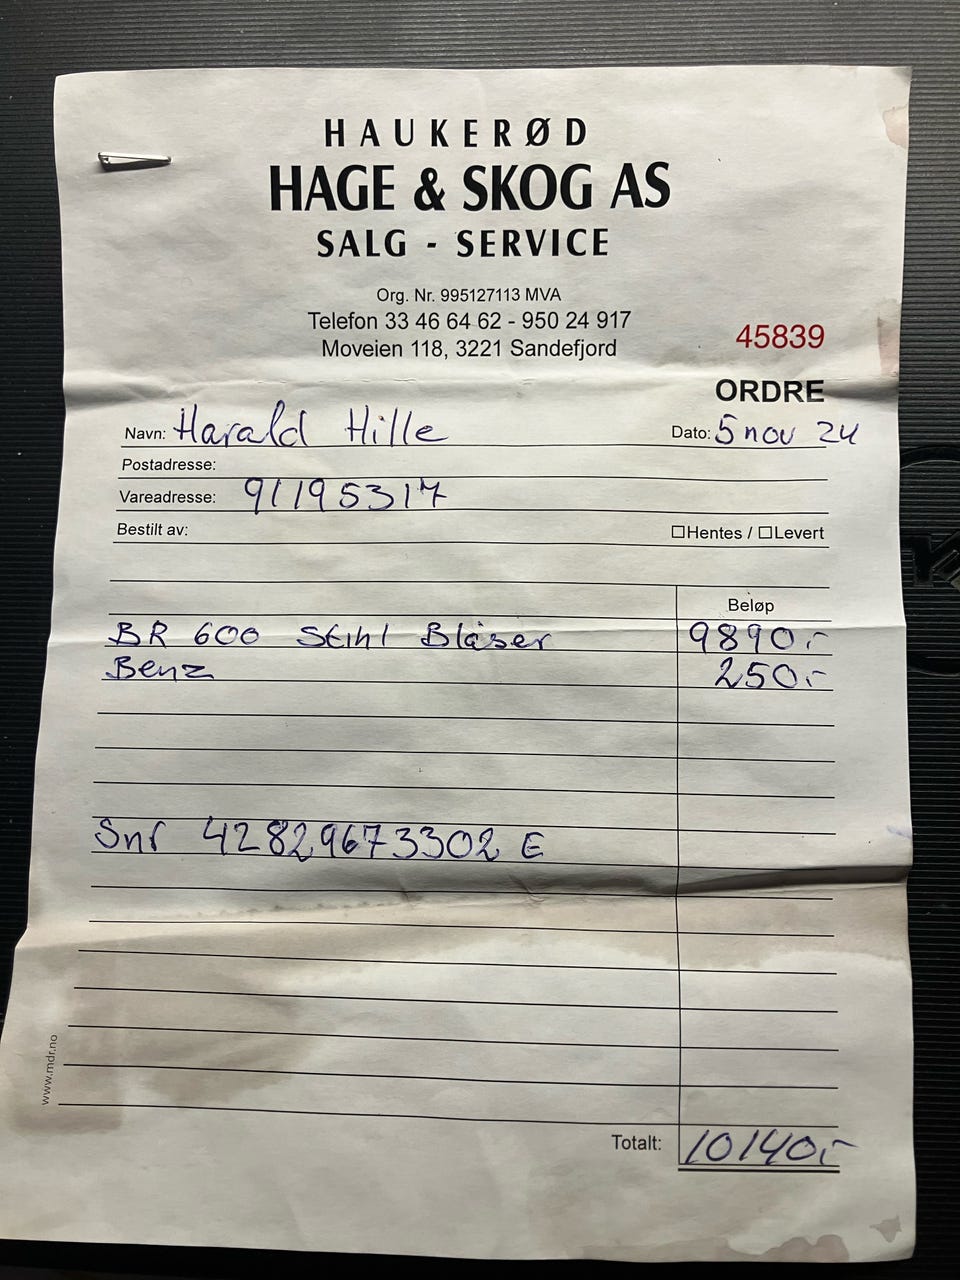 HAUKERØD
HAGE & SKOG AS
SALG - SERVICE
Org. Nr. 995127113 MVA
Telefon 33 46 64 62 - 950 24 917
Moveien 118, 3221 Sandefjord
45839
ORDRE
Navn: Harald Hille Dato: 5 nov 24
Postadresse:
Vareadresse: 91195317
Bestilt av: ☐Hentes / ☐Levert
Beløp
BR 600 Stihl Blåser 9890,-
Benz 250,-
Snr 42829673302 E
www.mdr.no
Totalt: 10140,-